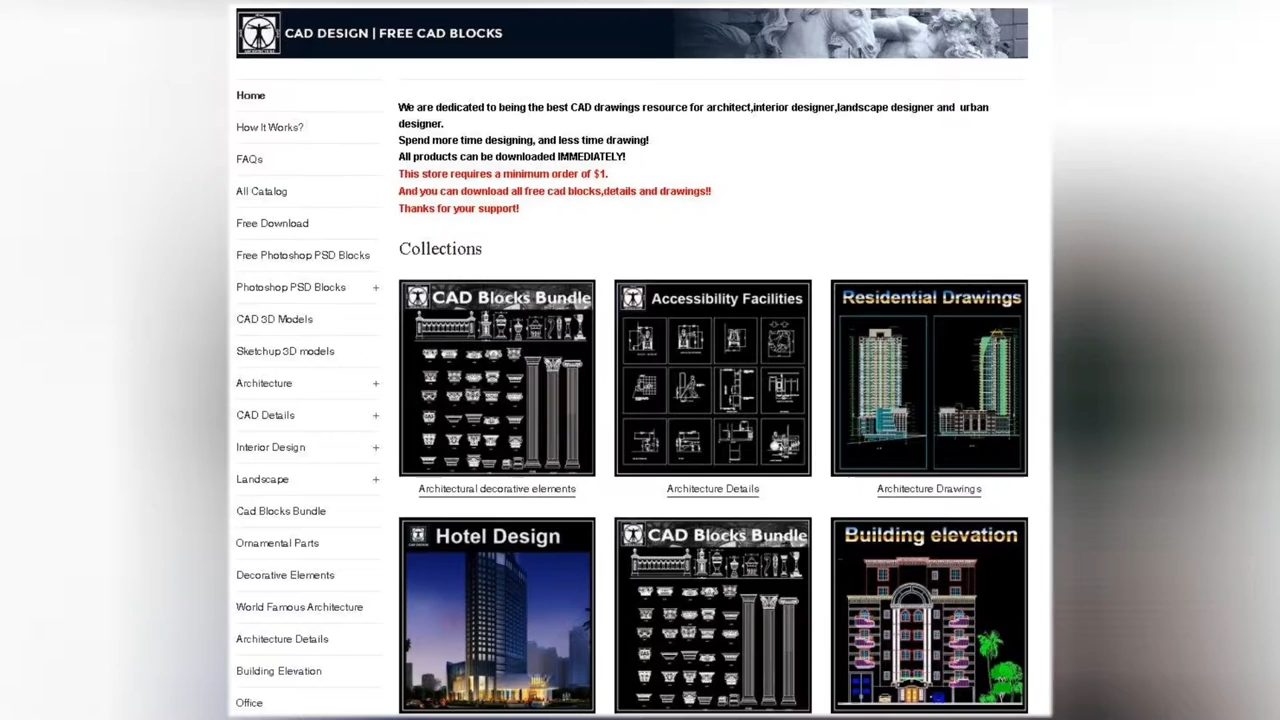 CAD DESIGN | FREE CAD BLOCKS
Home
How It Works?
FAQs
All Catalog
Free Download
Free Photoshop PSD Blocks
Photoshop PSD Blocks +
CAD 3D Models
Sketchup 3D models
Architecture +
CAD Details +
Interior Design +
Landscape +
Cad Blocks Bundle
Ornamental Parts
Decorative Elements
World Famous Architecture
Architecture Details
Building Elevation
Office
We are dedicated to being the best CAD drawings resource for architect,interior designer,landscape designer and urban
designer.
Spend more time designing, and less time drawing!
All products can be downloaded IMMEDIATELY!
This store requires a minimum order of $1.
And you can download all free cad blocks,details and drawings!!
Thanks for your support!
Collections
CAD Blocks Bundle
Architectural decorative elements
Accessibility Facilities
Architecture Details
Residential Drawings
Architecture Drawings
Hotel Design
CAD Blocks Bundle
Building elevation